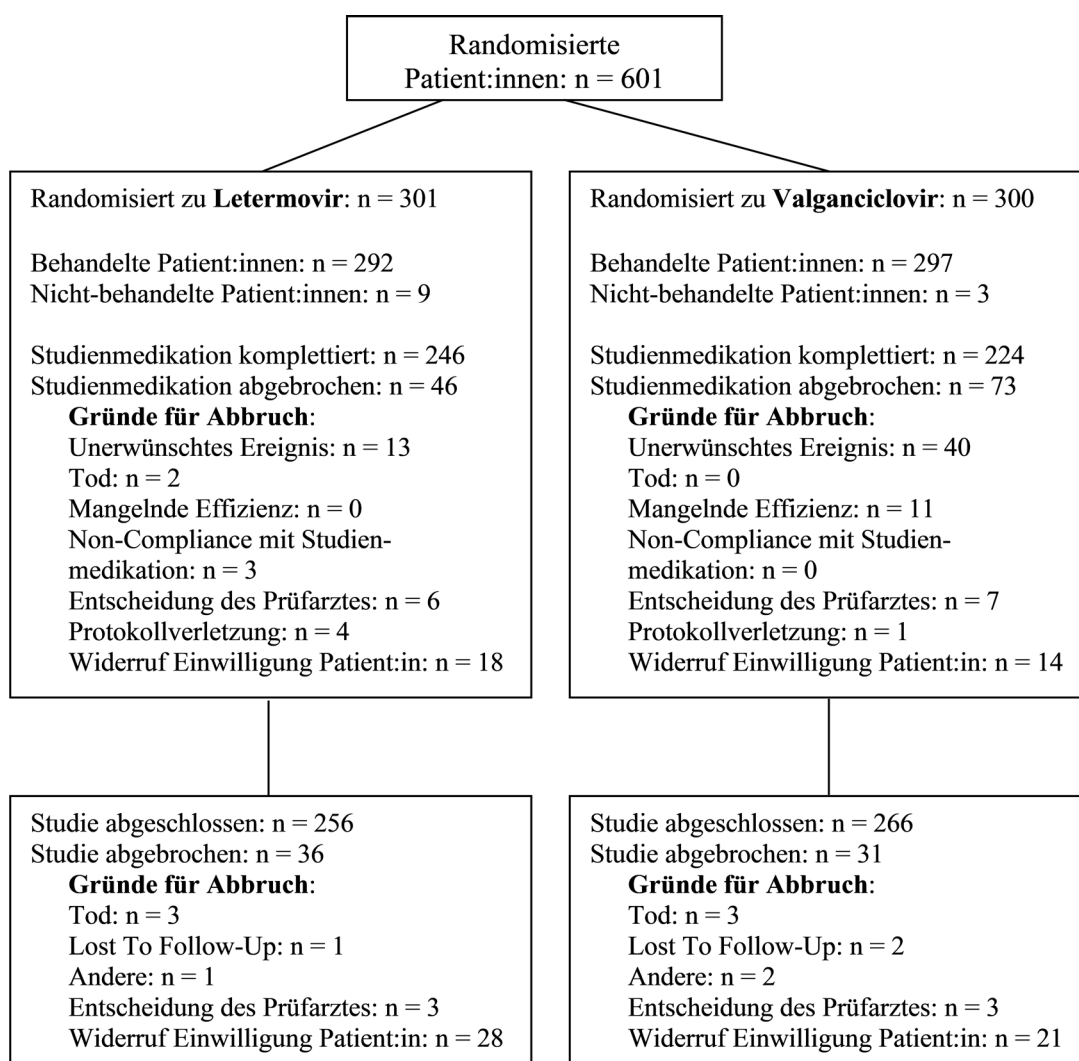 Randomisierte
Patient:innen: n = 601
Randomisiert zu Letermovir: n = 301
Behandelte Patient:innen: n = 292
Nicht-behandelte Patient:innen: n = 9
Studienmedikation komplettiert: n = 246
Studienmedikation abgebrochen: n = 46
Gründe für Abbruch:
Unerwünschtes Ereignis: n = 13
Tod: n = 2
Mangelnde Effizienz: n = 0
Non-Compliance mit Studien-
medikation: n = 3
Entscheidung des Prüfarztes: n = 6
Protokollverletzung: n = 4
Widerruf Einwilligung Patient:in: n = 18
Randomisiert zu Valganciclovir: n = 300
Behandelte Patient:innen: n = 297
Nicht-behandelte Patient:innen: n = 3
Studienmedikation komplettiert: n = 224
Studienmedikation abgebrochen: n = 73
Gründe für Abbruch:
Unerwünschtes Ereignis: n = 40
Tod: n = 0
Mangelnde Effizienz: n = 11
Non-Compliance mit Studien-
medikation: n = 0
Entscheidung des Prüfarztes: n = 7
Protokollverletzung: n = 1
Widerruf Einwilligung Patient:in: n = 14
Studie abgeschlossen: n = 256
Studie abgebrochen: n = 36
Gründe für Abbruch:
Tod: n = 3
Lost To Follow-Up: n = 1
Andere: n = 1
Entscheidung des Prüfarztes: n = 3
Widerruf Einwilligung Patient:in: n = 28
Studie abgeschlossen: n = 266
Studie abgebrochen: n = 31
Gründe für Abbruch:
Tod: n = 3
Lost To Follow-Up: n = 2
Andere: n = 2
Entscheidung des Prüfarztes: n = 3
Widerruf Einwilligung Patient:in: n = 21